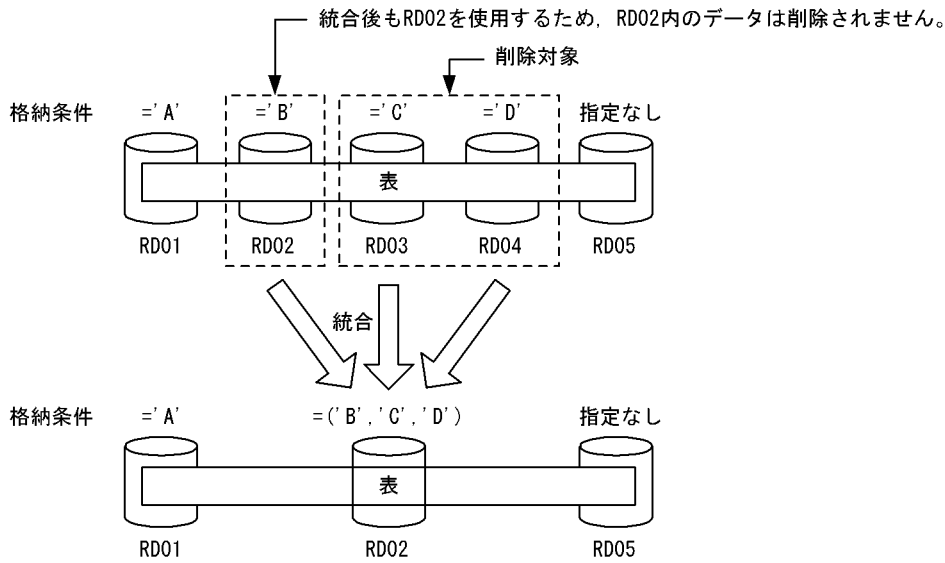 統合後もRD02を使用するため，RD02内のデータは削除されません。
削除対象
格納条件 ='A' ='B' ='C' ='D' 指定なし
表
RD01 RD02 RD03 RD04 RD05
統合
格納条件 ='A' =('B','C','D') 指定なし
表
RD01 RD02 RD05